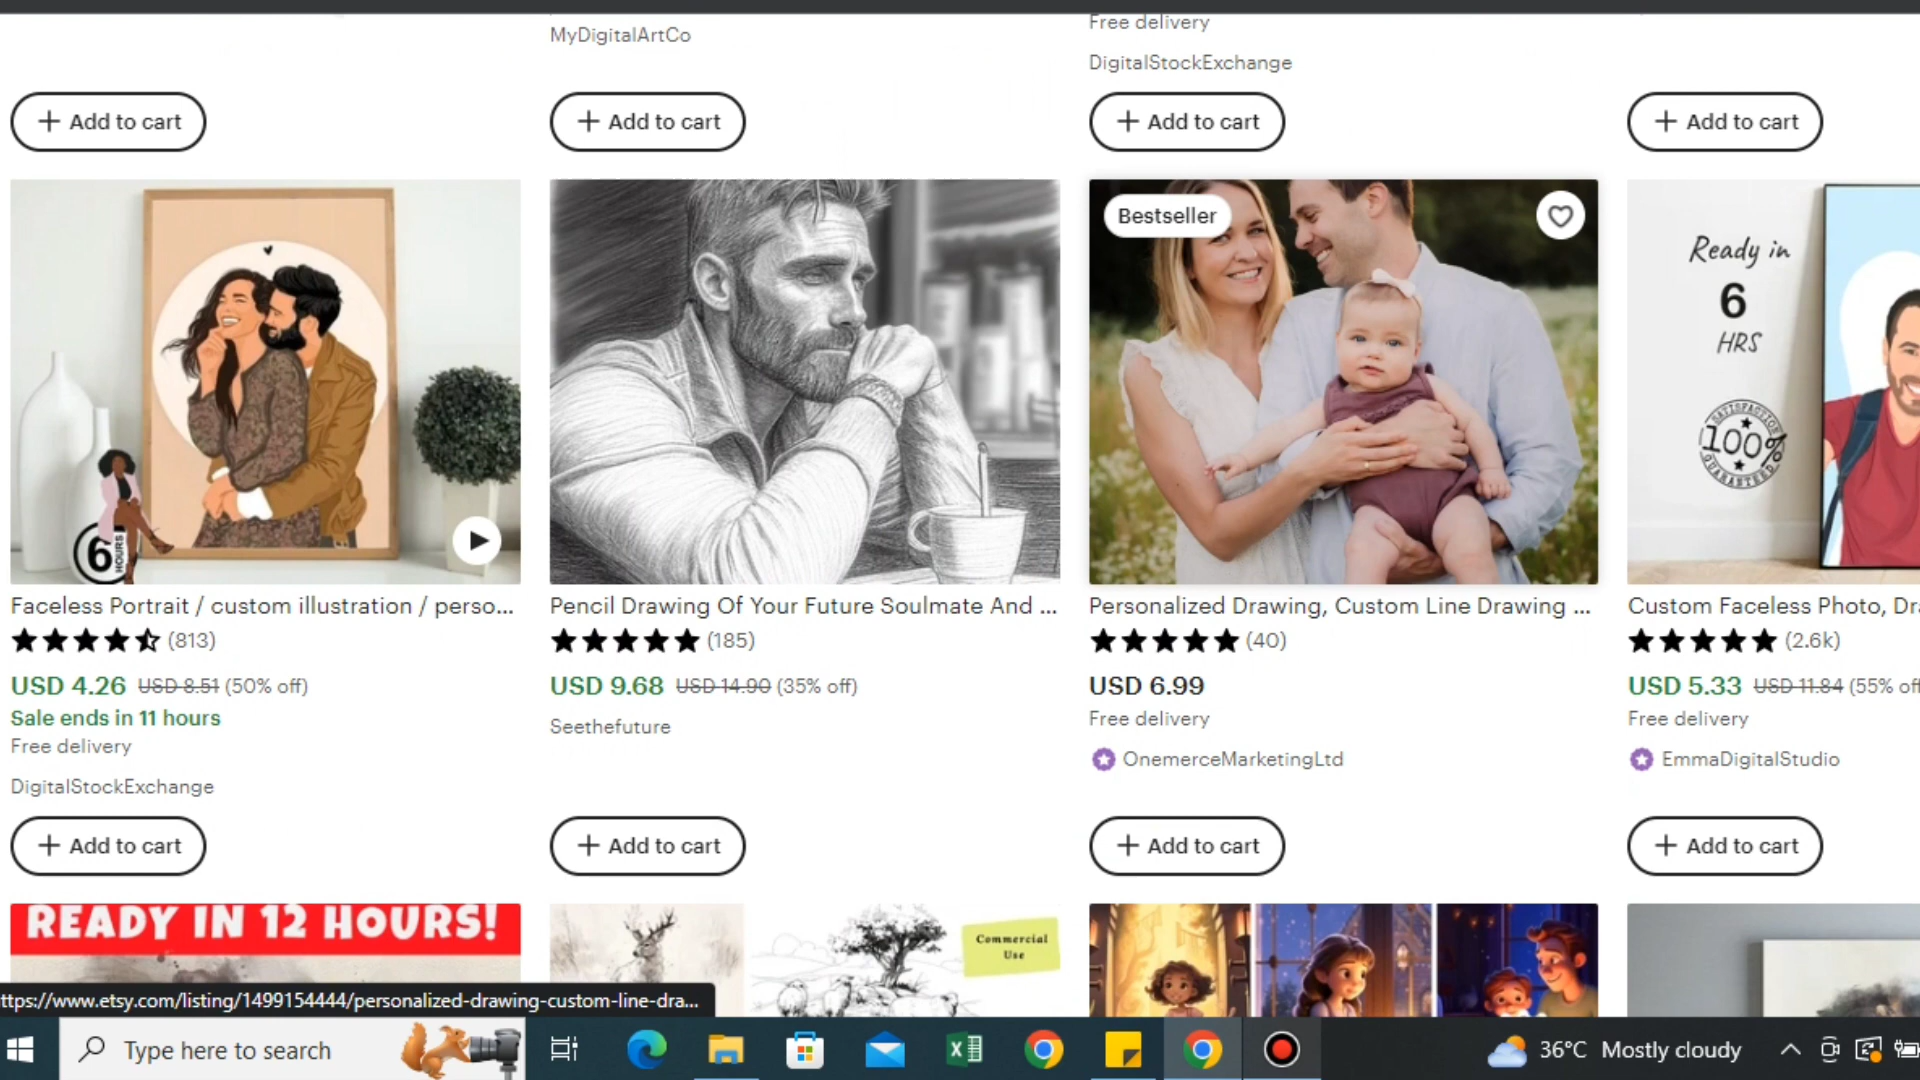 MyDigitalArtCo
Free delivery
DigitalStockExchange
+ Add to cart
+ Add to cart
+ Add to cart
+ Add to cart
6
HOURS
Bestseller
Ready in
6
HRS
SATISFACTION
100%
GUARANTEED
Faceless Portrait / custom illustration / perso...
(813)
USD 4.26 USD 8.51 (50% off)
Sale ends in 11 hours
Free delivery
DigitalStockExchange
Pencil Drawing Of Your Future Soulmate And ...
(185)
USD 9.68 USD 14.90 (35% off)
Seethefuture
Personalized Drawing, Custom Line Drawing ...
(40)
USD 6.99
Free delivery
OnemerceMarketingLtd
Custom Faceless Photo, Dra
(2.6k)
USD 5.33 USD 11.84 (55% off
Free delivery
EmmaDigitalStudio
+ Add to cart
+ Add to cart
+ Add to cart
+ Add to cart
READY IN 12 HOURS!
Commercial
Use
ttps://www.etsy.com/listing/1499154444/personalized-drawing-custom-line-dra...
Type here to search
36°C Mostly cloudy